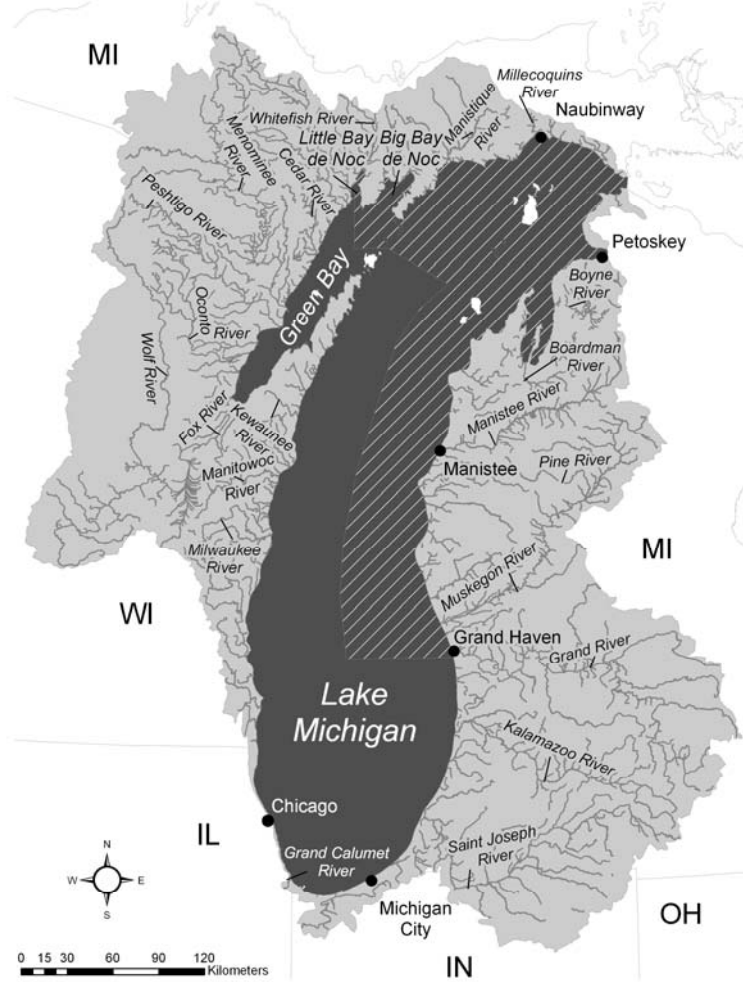 MI
Millecoquins
River
Naubinway
Whitefish River
Manistique
River
Little Bay
de Noc
Big Bay
de Noc
Menominee
River
Cedar River
Peshtigo River
Petoskey
Green Bay
Boyne
River
Oconto
River
Wolf River
Boardman
River
Fox River
Kewaunee
River
Manistee River
Manistee
Pine River
Manitowoc
River
Milwaukee
River
MI
Muskegon River
WI
Grand Haven
Grand River
Lake
Michigan
Kalamazoo River
Chicago
IL
Grand Calumet
River
Saint Joseph
River
N
W
E
S
Michigan
City
OH
IN
0 15 30 60 90 120
Kilometers